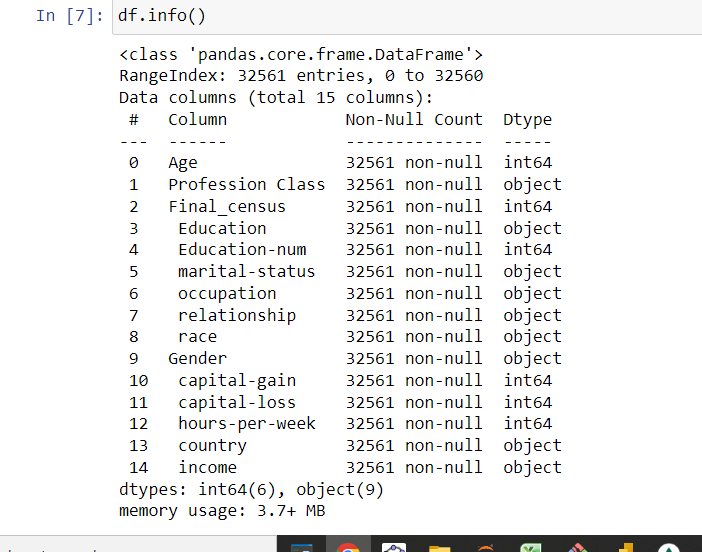 In [7]: df.info()
<class 'pandas.core.frame.DataFrame'>
RangeIndex: 32561 entries, 0 to 32560
Data columns (total 15 columns):
 #   Column            Non-Null Count  Dtype
---  ------            --------------  -----
 0   Age               32561 non-null  int64
 1   Profession Class  32561 non-null  object
 2   Final_census      32561 non-null  int64
 3    Education        32561 non-null  object
 4    Education-num    32561 non-null  int64
 5    marital-status   32561 non-null  object
 6    occupation       32561 non-null  object
 7    relationship     32561 non-null  object
 8    race             32561 non-null  object
 9   Gender            32561 non-null  object
 10   capital-gain     32561 non-null  int64
 11   capital-loss     32561 non-null  int64
 12   hours-per-week   32561 non-null  int64
 13   country          32561 non-null  object
 14   income           32561 non-null  object
dtypes: int64(6), object(9)
memory usage: 3.7+ MB